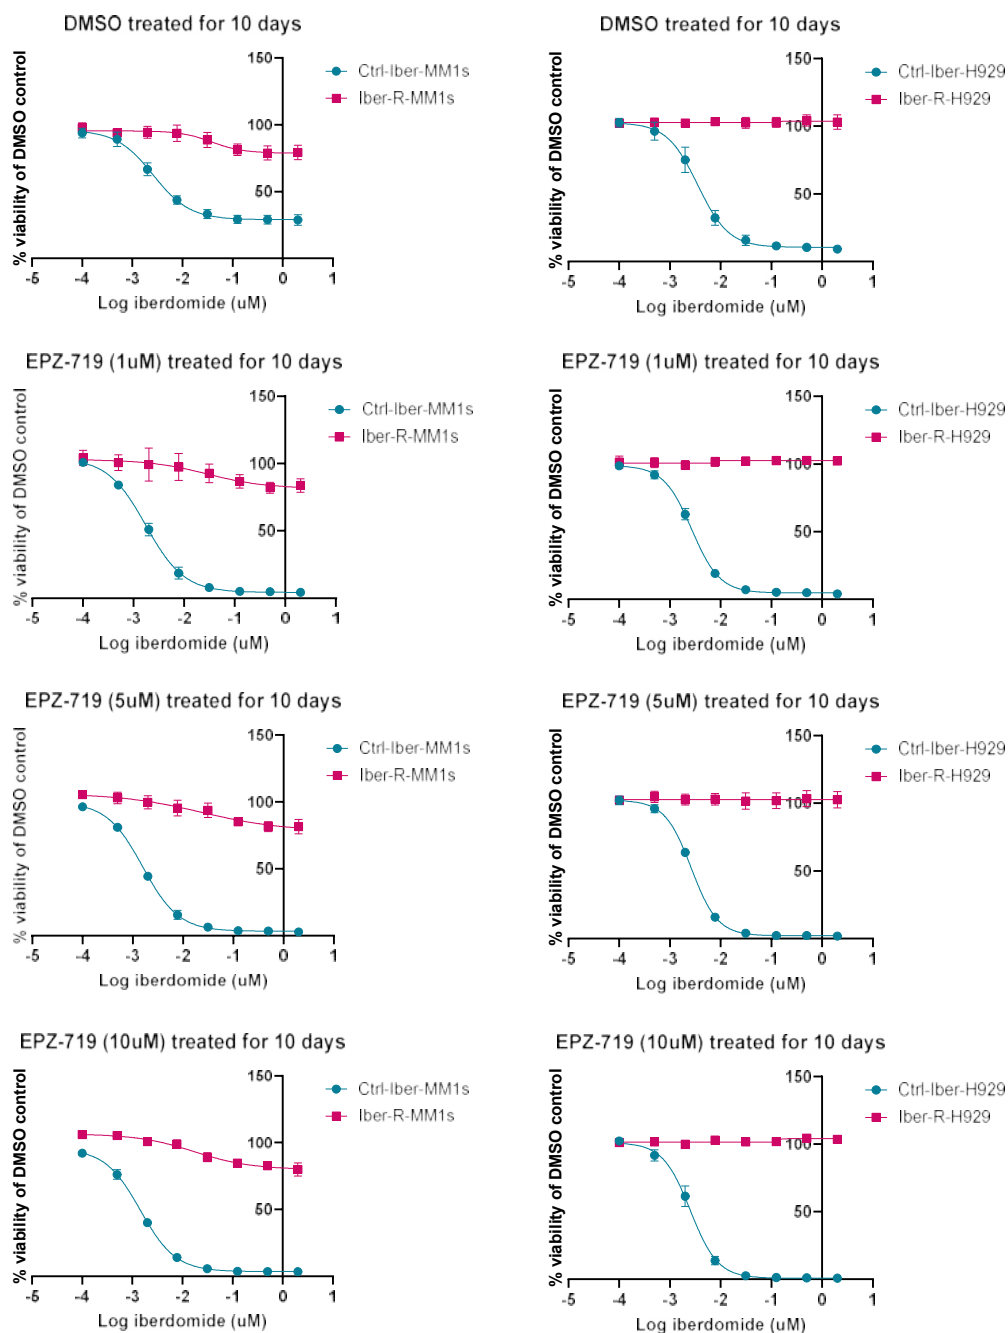 DMSO treated for 10 days
% viability of DMSO control
150
100
50
-5 -4 -3 -2 -1 0 1
Log iberdomide (uM)
Ctrl-Iber-MM1s
Iber-R-MM1s
DMSO treated for 10 days
% viability of DMSO control
150
100
50
-5 -4 -3 -2 -1 0 1
Log iberdomide (uM)
Ctrl-Iber-H929
Iber-R-H929
EPZ-719 (1uM) treated for 10 days
% viability of DMSO control
150
100
50
-5 -4 -3 -2 -1 0 1
Log iberdomide (uM)
Ctrl-Iber-MM1s
Iber-R-MM1s
EPZ-719 (1uM) treated for 10 days
% viability of DMSO control
150
100
50
-5 -4 -3 -2 -1 0 1
Log iberdomide (uM)
Ctrl-Iber-H929
Iber-R-H929
EPZ-719 (5uM) treated for 10 days
% viability of DMSO control
150
100
50
-5 -4 -3 -2 -1 0 1
Log iberdomide (uM)
Ctrl-Iber-MM1s
Iber-R-MM1s
EPZ-719 (5uM) treated for 10 days
% viability of DMSO control
150
100
50
-5 -4 -3 -2 -1 0 1
Log iberdomide (uM)
Ctrl-Iber-H929
Iber-R-H929
EPZ-719 (10uM) treated for 10 days
% viability of DMSO control
150
100
50
-5 -4 -3 -2 -1 0 1
Log iberdomide (uM)
Ctrl-Iber-MM1s
Iber-R-MM1s
EPZ-719 (10uM) treated for 10 days
% viability of DMSO control
150
100
50
-5 -4 -3 -2 -1 0 1
Log iberdomide (uM)
Ctrl-Iber-H929
Iber-R-H929